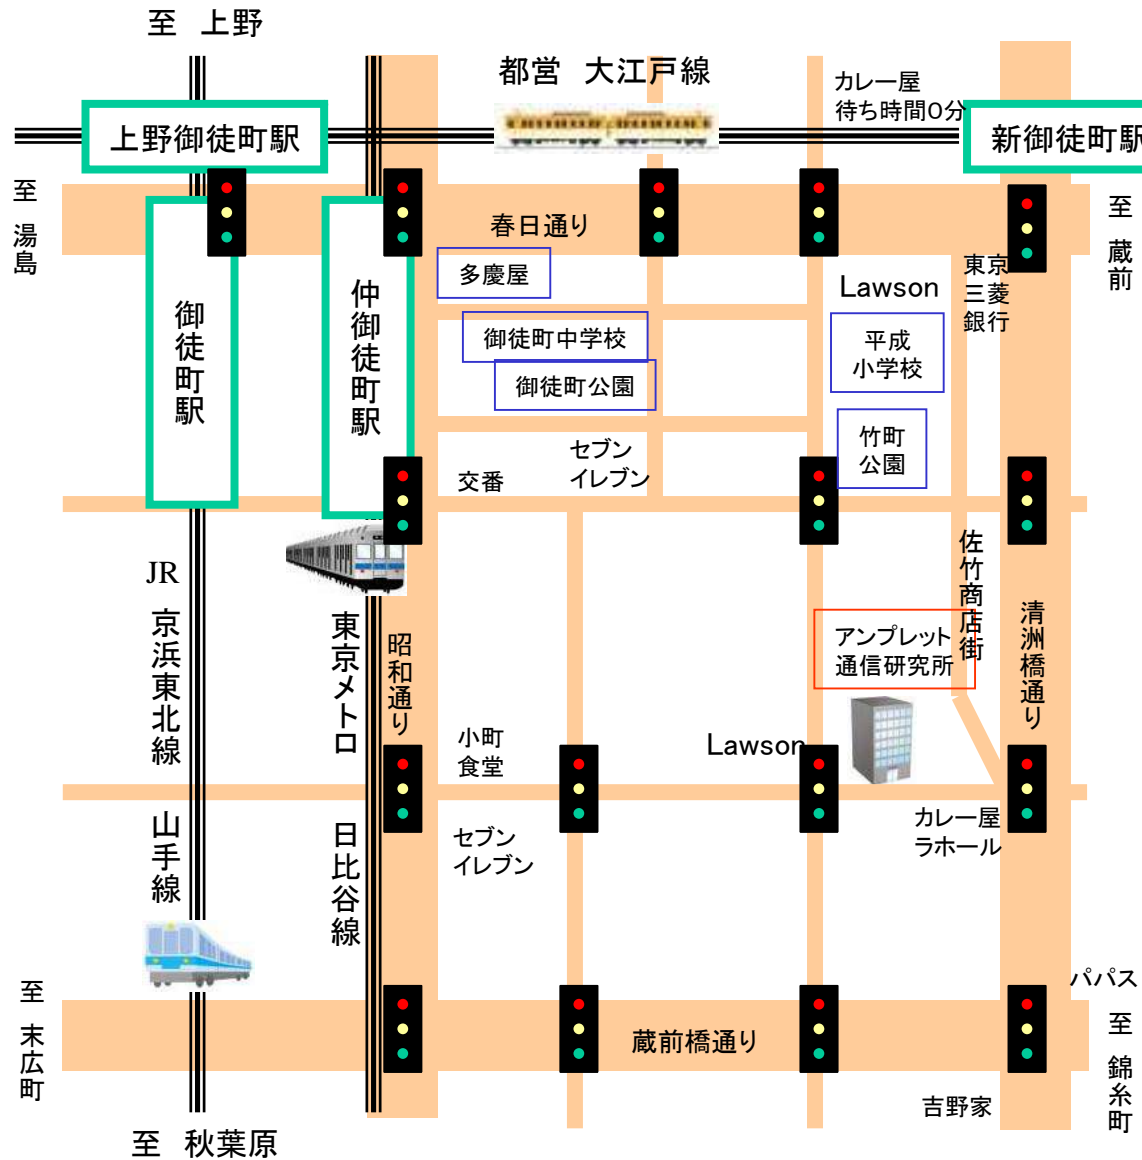 至 上野
都営 大江戸線
カレー屋
待ち時間0分
上野御徒町駅
新御徒町駅
至 湯島
春日通り
至 蔵前
多慶屋
東京
三菱
銀行
Lawson
御徒町駅
仲御徒町駅
御徒町中学校
平成
小学校
御徒町公園
竹町
公園
セブン
イレブン
交番
佐竹商店街
JR
京浜東北線
東京メトロ
昭和通り
アンプレット
通信研究所
清洲橋通り
小町
食堂
Lawson
山手線
日比谷線
セブン
イレブン
カレー屋
ラホール
パパス
至 末広町
蔵前橋通り
至 錦糸町
吉野家
至 秋葉原